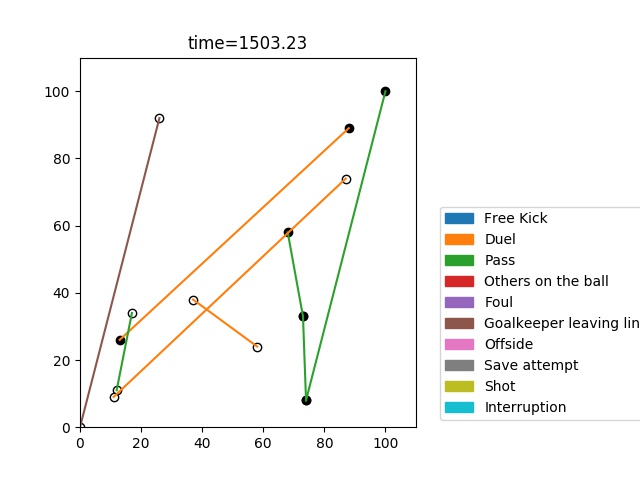 time=1503.23
100
80
60
40
20
0
0 20 40 60 80 100
Free Kick
Duel
Pass
Others on the ball
Foul
Goalkeeper leaving lin
Offside
Save attempt
Shot
Interruption